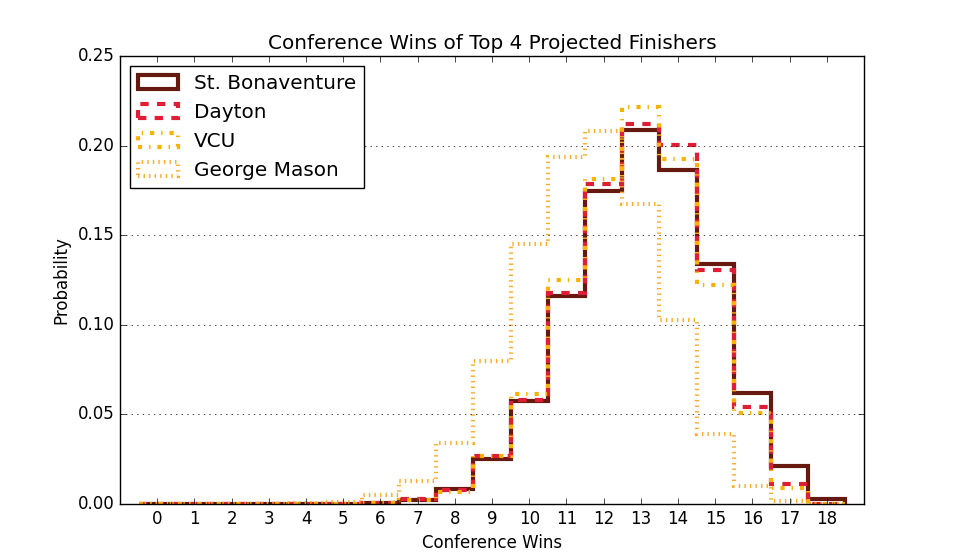 Conference Wins of Top 4 Projected Finishers
0.25
0.20
0.15
0.10
0.05
0.00
Probability
St. Bonaventure
Dayton
VCU
George Mason
0 1 2 3 4 5 6 7 8 9 10 11 12 13 14 15 16 17 18
Conference Wins